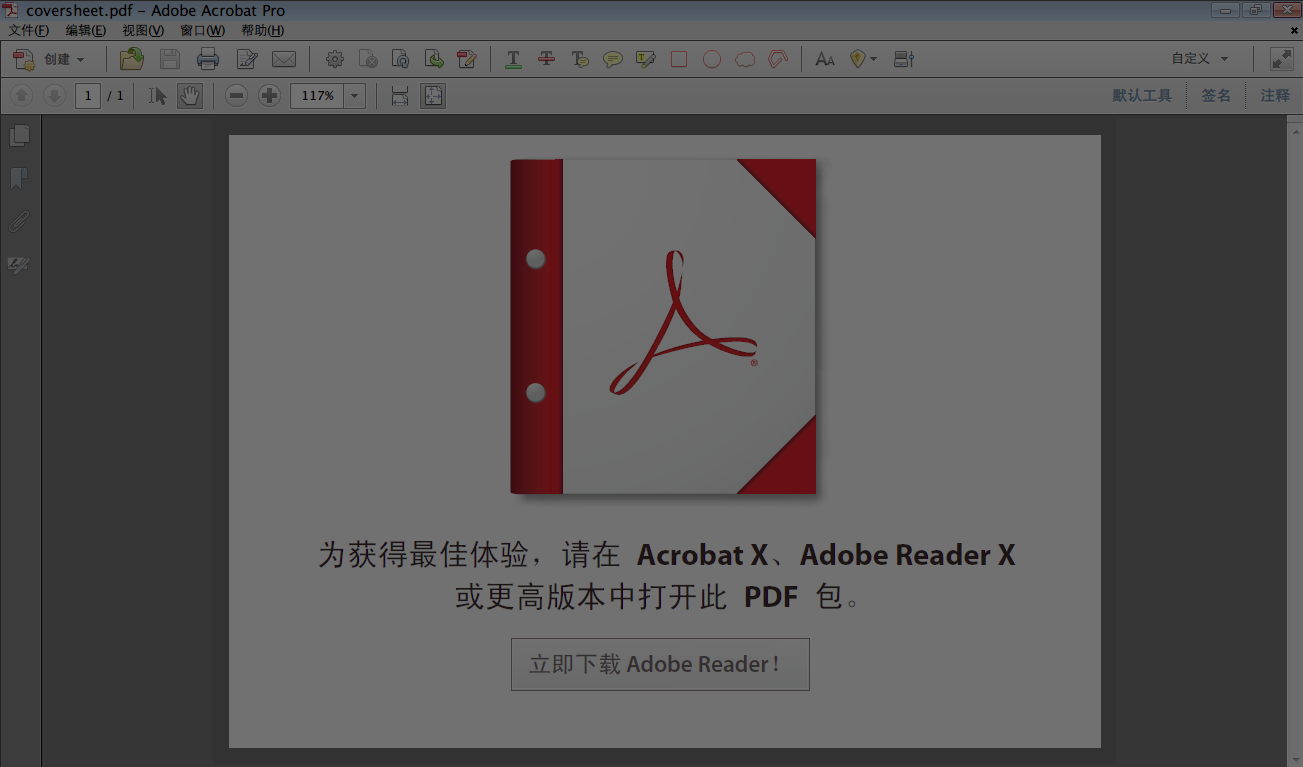 coversheet.pdf - Adobe Acrobat Pro
文件(F) 编辑(E) 视图(V) 窗口(W) 帮助(H)
创建 自定义
1 / 1 117% 默认工具 签名 注释
为获得最佳体验，请在 Acrobat X、Adobe Reader X
或更高版本中打开此 PDF 包。
立即下载 Adobe Reader！